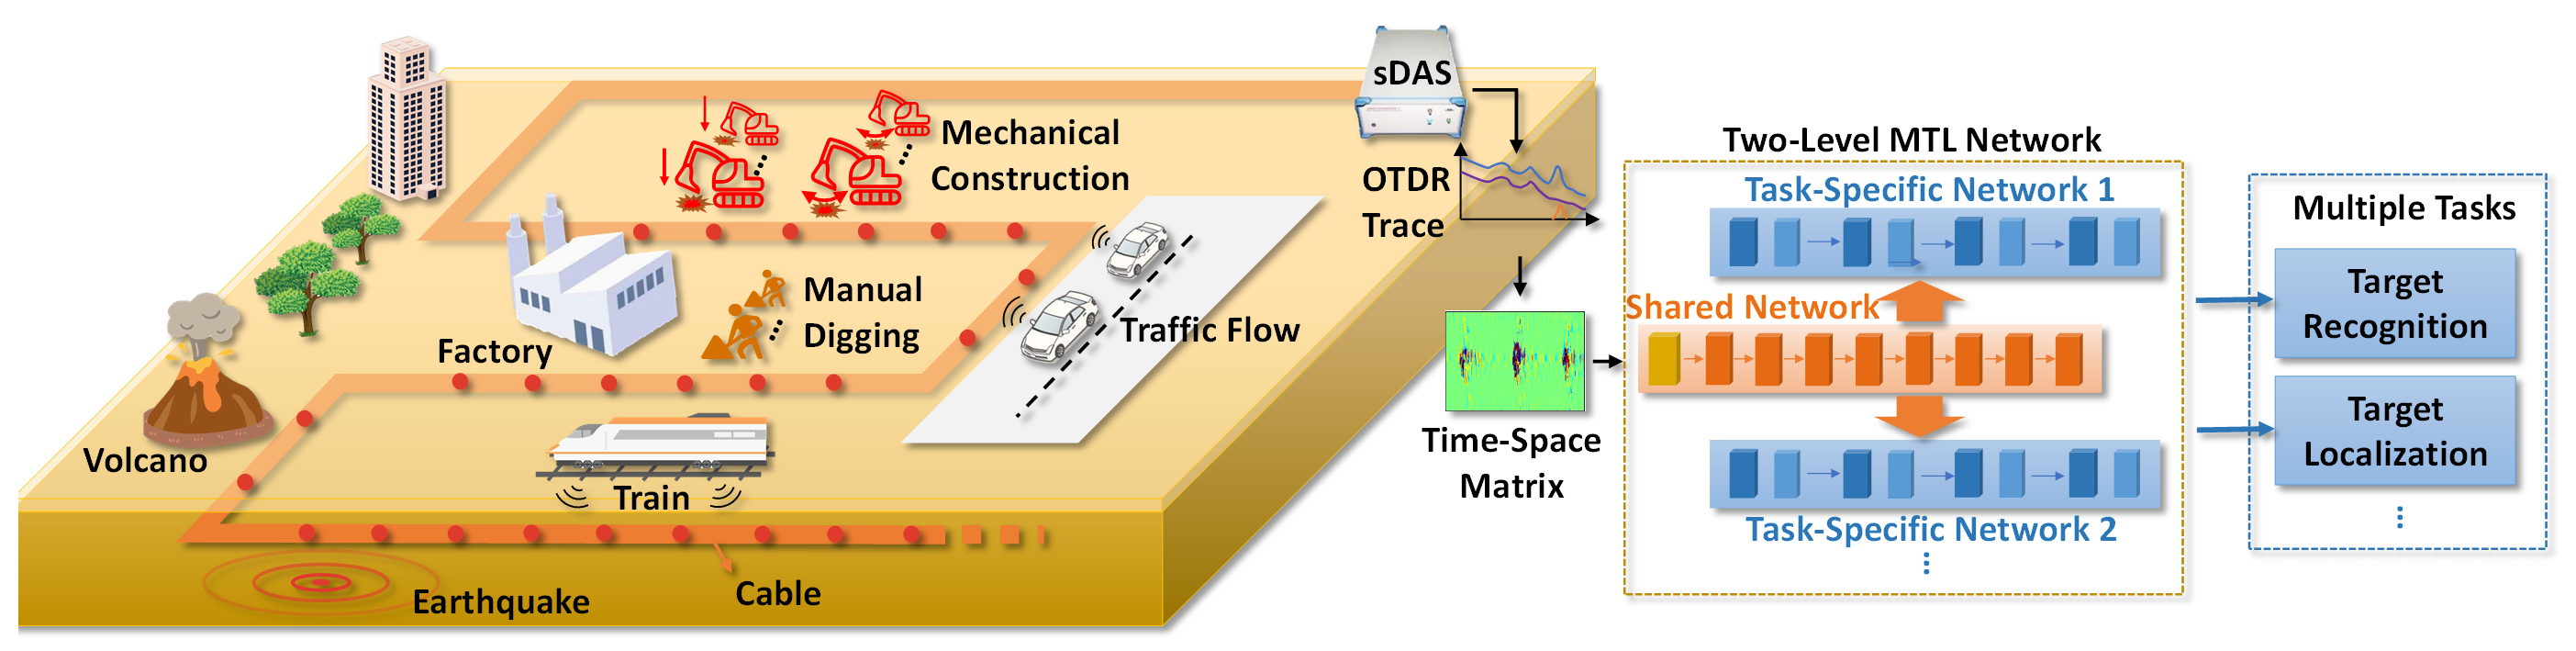 sDAS
Mechanical
Construction
OTDR
Trace
Manual
Digging
Factory
Traffic Flow
Volcano
Train
Earthquake
Cable
Time-Space
Matrix
Two-Level MTL Network
Task-Specific Network 1
Shared Network
Task-Specific Network 2
⋮
Multiple Tasks
Target
Recognition
Target
Localization
⋮